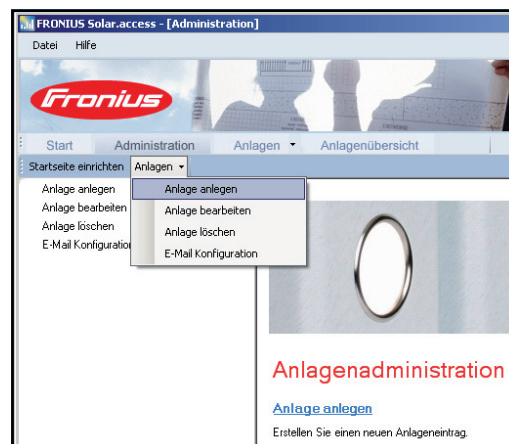 FRONIUS Solar.access - [Administration]
Datei Hilfe
Fronius
Start Administration Anlagen Anlagenübersicht
Startseite einrichten Anlagen
Anlage anlegen
Anlage bearbeiten
Anlage löschen
E-Mail Konfiguration
Anlage anlegen
Anlage bearbeiten
Anlage löschen
E-Mail Konfiguration
Anlagenadministration
Anlage anlegen
Erstellen Sie einen neuen Anlageneintrag.